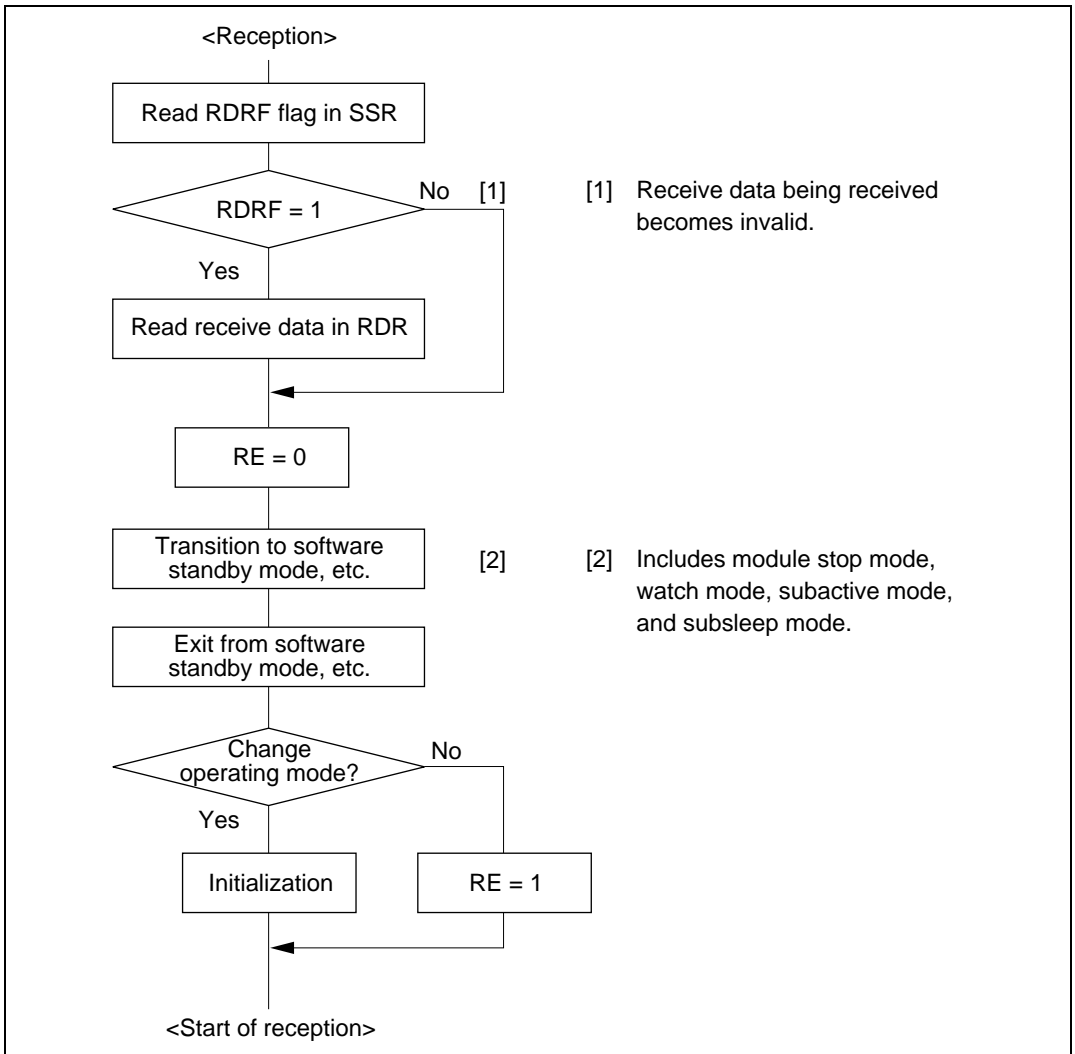 <Reception>
Read RDRF flag in SSR
RDRF = 1
No [1]
[1] Receive data being received
becomes invalid.
Yes
Read receive data in RDR
RE = 0
Transition to software
standby mode, etc.
[2]
[2] Includes module stop mode,
watch mode, subactive mode,
and subsleep mode.
Exit from software
standby mode, etc.
Change
operating mode?
No
Yes
Initialization
RE = 1
<Start of reception>